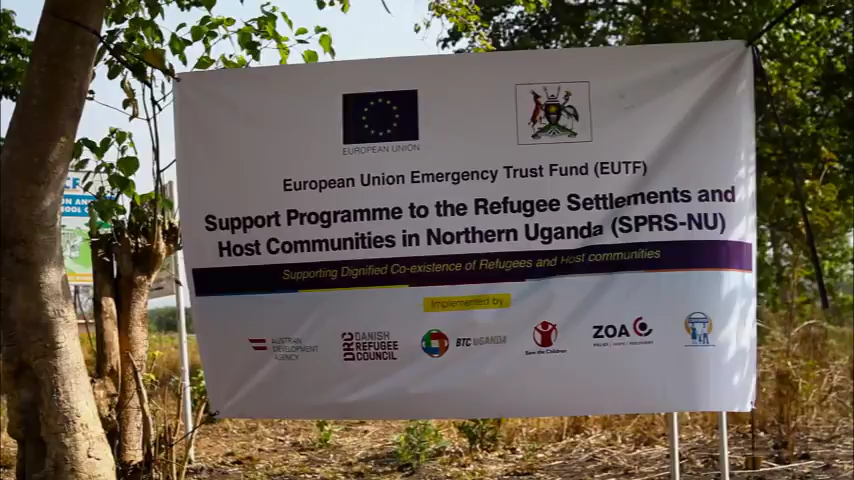 EUROPEAN UNION
European Union Emergency Trust Fund (EUTF)
Support Programme to the Refugee Settlements and
Host Communities in Northern Uganda (SPRS-NU)
Supporting Dignified Co-existence of Refugees and Host communities
Implemented by
AUSTRIAN
DEVELOPMENT
AGENCY
DRC
DANISH
REFUGEE
COUNCIL
BTC UGANDA
Save the Children
ZOA